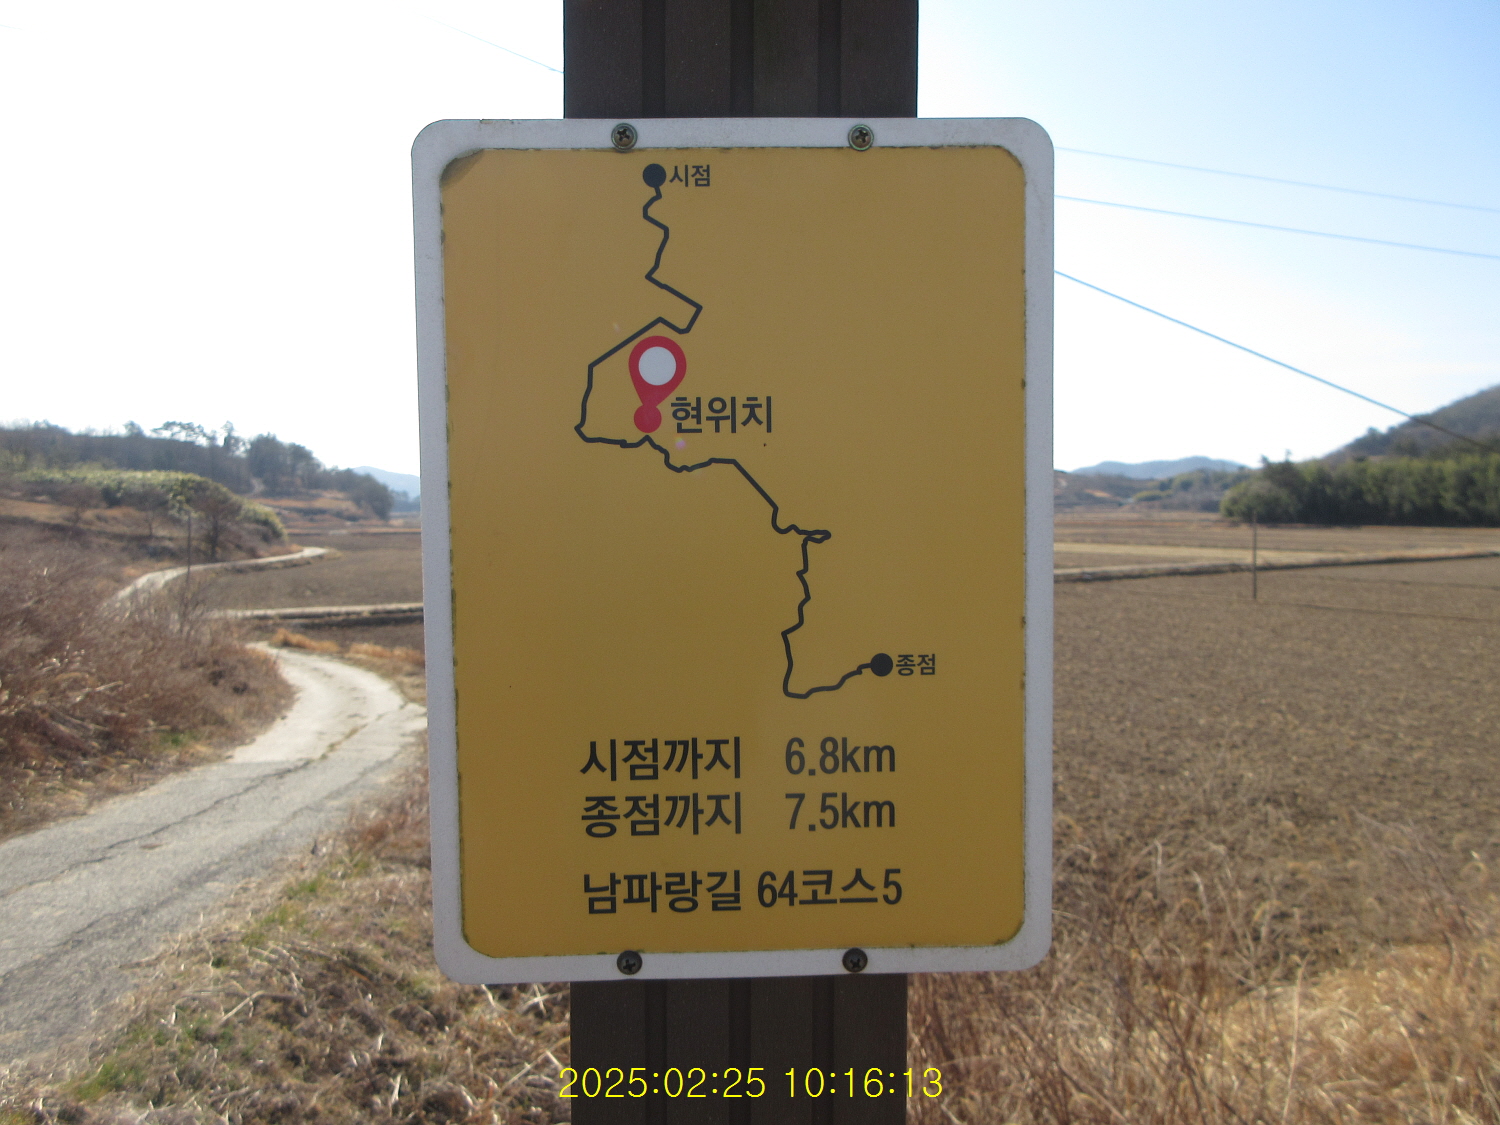 시점
현위치
종점
시점까지 6.8km
종점까지 7.5km
남파랑길 64코스5
2025:02:25 10:16:13